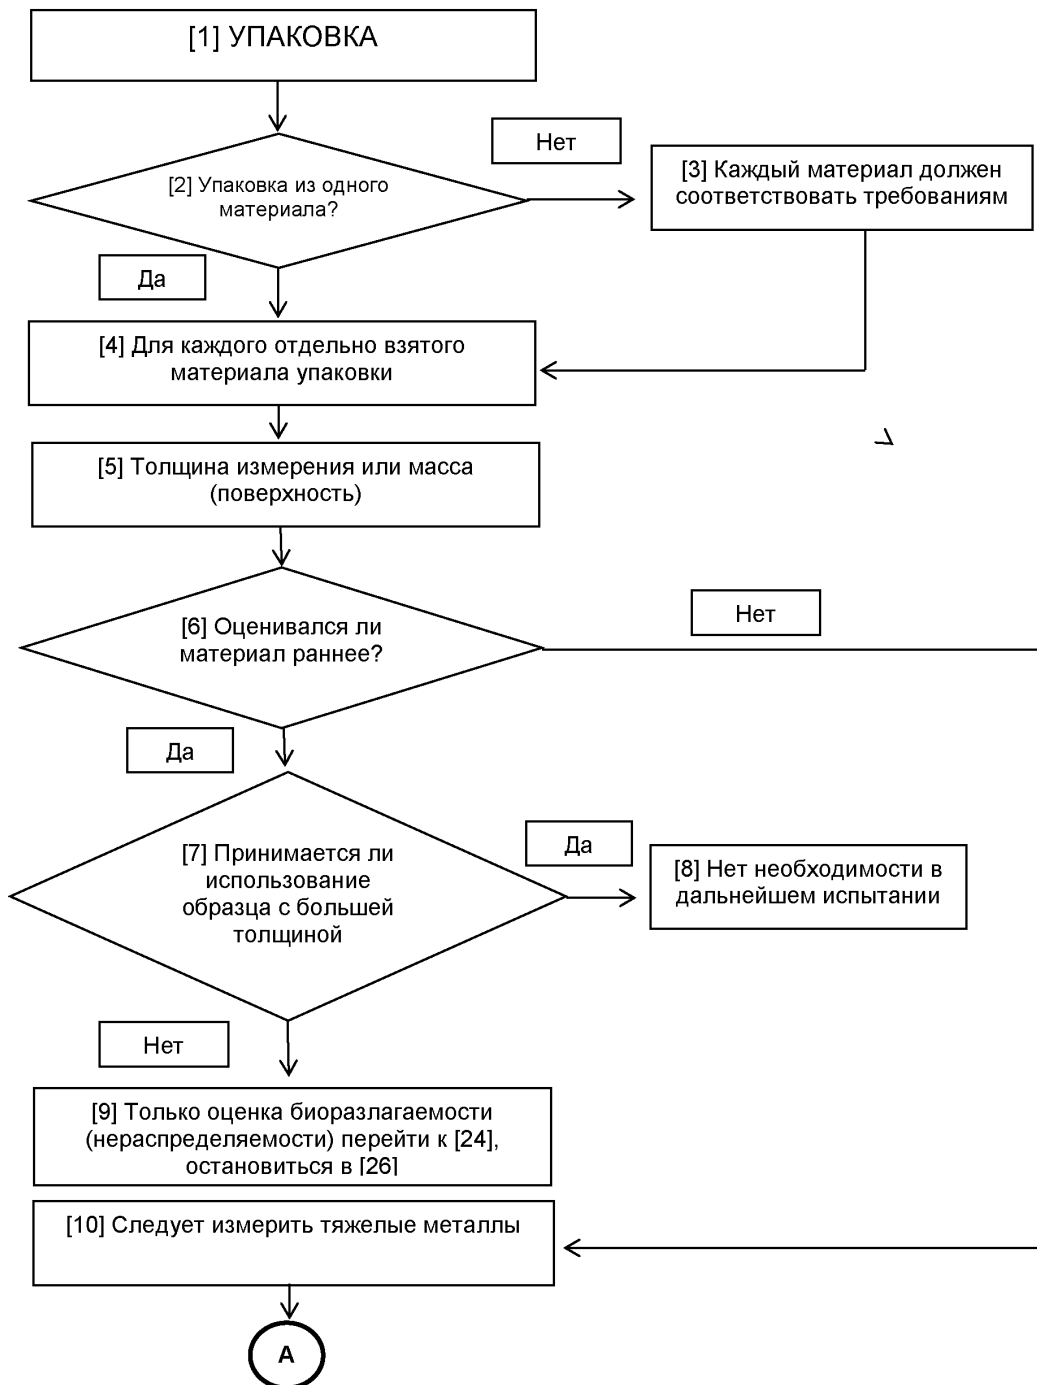 [1] УПАКОВКА
Нет
[2] Упаковка из одного
материала?
[3] Каждый материал должен
соответствовать требованиям
Да
[4] Для каждого отдельно взятого
материала упаковки
[5] Толщина измерения или масса
(поверхность)
Нет
[6] Оценивался ли
материал раннее?
Да
[7] Принимается ли
использование
образца с большей
толщиной
Да
[8] Нет необходимости в
дальнейшем испытании
Нет
[9] Только оценка биоразлагаемости
(нераспределяемости) перейти к [24],
остановиться в [26]
[10] Следует измерить тяжелые металлы
А